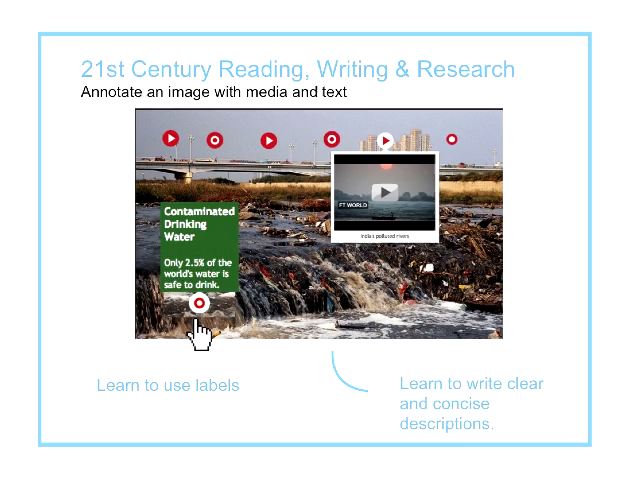 21st Century Reading, Writing & Research
Annotate an image with media and text
FT WORLD
India's polluted rivers
Contaminated
Drinking
Water
Only 2.5% of the
world's water is
safe to drink.
Learn to use labels
Learn to write clear
and concise
descriptions.